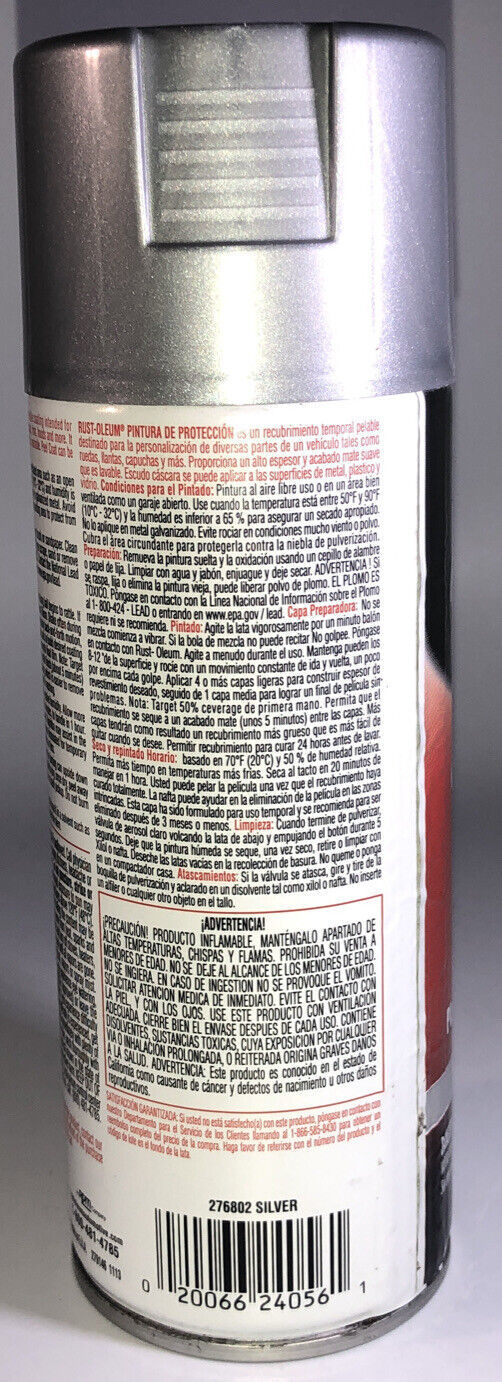 RUST-OLEUM® PINTURA DE PROTECCIÓN es un recubrimiento temporal pelable
destinado para la personalización de diversas partes de un vehículo tales como
ruedas, llantas, capuchas y más. Proporciona un alto espesor y acabado mate suave
que es lavable. Escudo cáscara se puede aplicar a las superficies de metal, plástico y
vidrio. Condiciones para el Pintado: Pintura al aire libre uso o en un área bien
ventilada como un garaje abierto. Use cuando la temperatura está entre 50°F y 90°F
(10°C - 32°C) y la humedad es inferior a 65 % para asegurar un secado apropiado.
No lo aplique en metal galvanizado. Evite rociar en condiciones mucho viento o polvo.
Cubra el área circundante para protegerla contra la niebla de pulverización.
Preparación: Remueva la pintura suelta y la oxidación usando un cepillo de alambre
o papel de lija. Limpiar con agua y jabón, enjuague y deje secar. ADVERTENCIA! Si
se raspa, lija o elimina la pintura vieja, puede liberar polvo de plomo. EL PLOMO ES
TOXICO. Póngase en contacto con la Línea Nacional de Información sobre el Plomo
al 1- 800-424 - LEAD o entrando en www.epa.gov / lead. Capa Preparadora: No se
requiere ni se recomienda. Pintado: Agite la lata vigorosamente por un minuto balón
mezcla comienza a vibrar. Si la bola de mezcla no puede recitar No golpee. Póngase
en contacto con Rust- Oleum. Agite a menudo durante el uso. Mantenga pueden los
8-12 "de la superficie y rocíe con un movimiento constante de ida y vuelta, un poco
por encima cada golpe. Aplicar 4 o más capas ligeras para construir espesor de
revestimiento deseado, seguido de 1 capa media para lograr un final de película sin
problemas. Nota: Target 50% coverage de primera mano. Permita que el
recubrimiento se seque a un acabado mate (unos 5 minutos) entre las capas. Más
capas tendrán como resultado un recubrimiento más grueso que es más fácil de
quitar cuando se desee. Permitir recubrimiento para curar 24 horas antes de lavar.
Seco y repintado Horario: basado en 70°F (20°C) y 50 % de humedad relativa.
Permita más tiempo en temperaturas más frías. Seca al tacto en 20 minutos de
manejar en 1 hora. Usted puede pelar la película una vez que el recubrimiento haya
curado totalmente. La nafta puede ayudar en la eliminación de la película en las zonas
intrincadas. Esta capa ha sido formulado para uso temporal y se recomienda para ser
eliminado después de 3 meses o menos. Limpieza: Cuando termine de pulverizar,
válvula de aerosol claro volcando la lata de abajo y empujando el botón durante 5
segundos. Deje que la pintura húmeda se seque, una vez seco, retire o limpiar con
Xilol o nafta. Deseche las latas vacías en la recolección de basura. No queme o ponga
en un compactador casa. Atascamientos: Si la válvula se atasca, gire y tire de la
boquilla de pulverización y aclarado en un disolvente tal como xilol o nafta. No inserte
un alfiler o cualquier otro objeto en el tallo.
¡ADVERTENCIA!
¡PRECAUCIÓN! PRODUCTO INFLAMABLE, MANTÉNGALO APARTADO DE
ALTAS TEMPERATURAS, CHISPAS Y FLAMAS. PROHIBIDA SU VENTA A
MENORES DE EDAD. NO SE DEJE AL ALCANCE DE LOS MENORES DE EDAD.
NO SE INGIERA. EN CASO DE INGESTION NO SE PROVOQUE EL VOMITO.
SOLICITAR ATENCION MEDICA DE INMEDIATO. EVITE EL CONTACTO CON
LA PIEL, Y CON LOS OJOS. USE ESTE PRODUCTO CON VENTILACIÓN
ADECUADA. CIERRE BIEN EL ENVASE DESPUES DE CADA USO. CONTIENE
DISOLVENTES, SUSTANCIAS TOXICAS, CUYA EXPOSICION POR CUALQUIER
VIA O INHALACION PROLONGADA, O REITERADA ORIGINA GRAVES DAÑOS
A LA SALUD. ADVERTENCIA: Este producto es conocido en el estado de
California como causante de cáncer y defectos de nacimiento u otros daños
reproductivos.
SATISFACCIÓN GARANTIZADA: Si usted no está satisfecho(a) con este producto, póngase en contacto con
nuestro Departamento para el Servicio de los Clientes llamando al 1-866-585-8430 para obtener un
reembolso completo del precio de la compra. Haga favor de referirse con el número del producto y el
código de lote en el fondo de la lata.
276802 SILVER
0 20066 24056 1